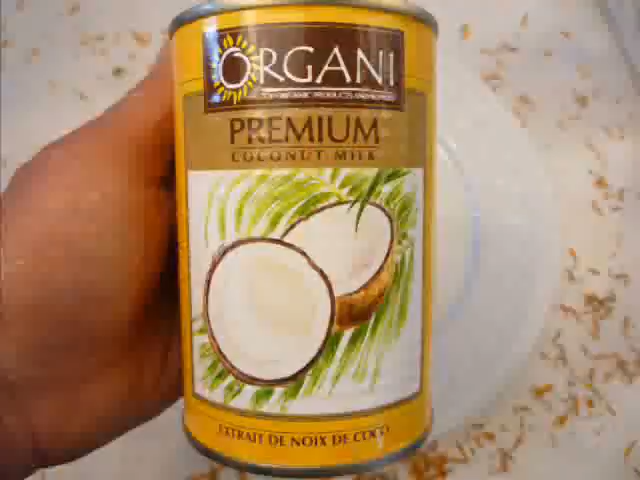 ORGANI
PREMIUM
COCONUT MILK
EXTRAIT DE NOIX DE COCO